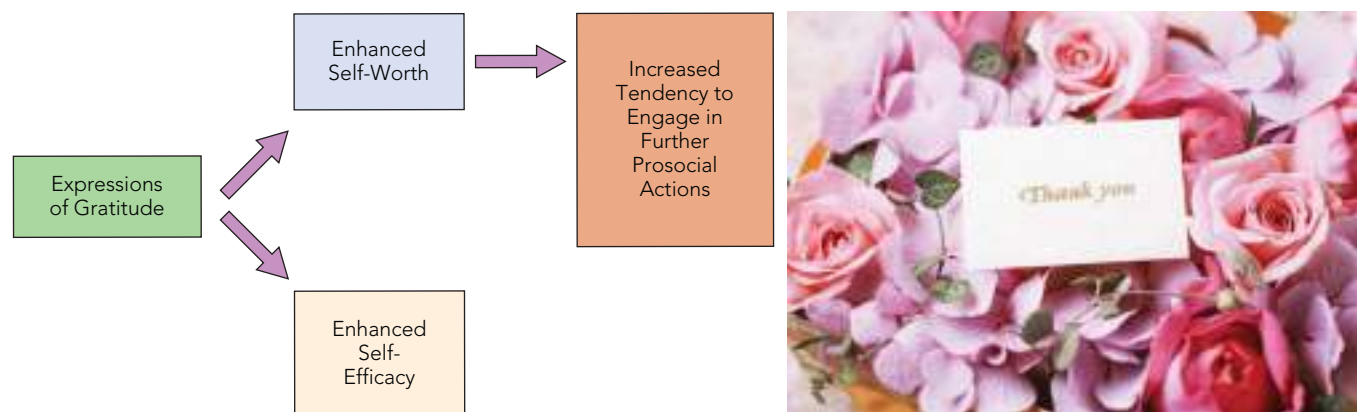 Enhanced
Self-Worth
Increased
Tendency to
Engage in
Further
Prosocial
Actions
Expressions
of Gratitude
Enhanced
Self-
Efficacy
Thank you